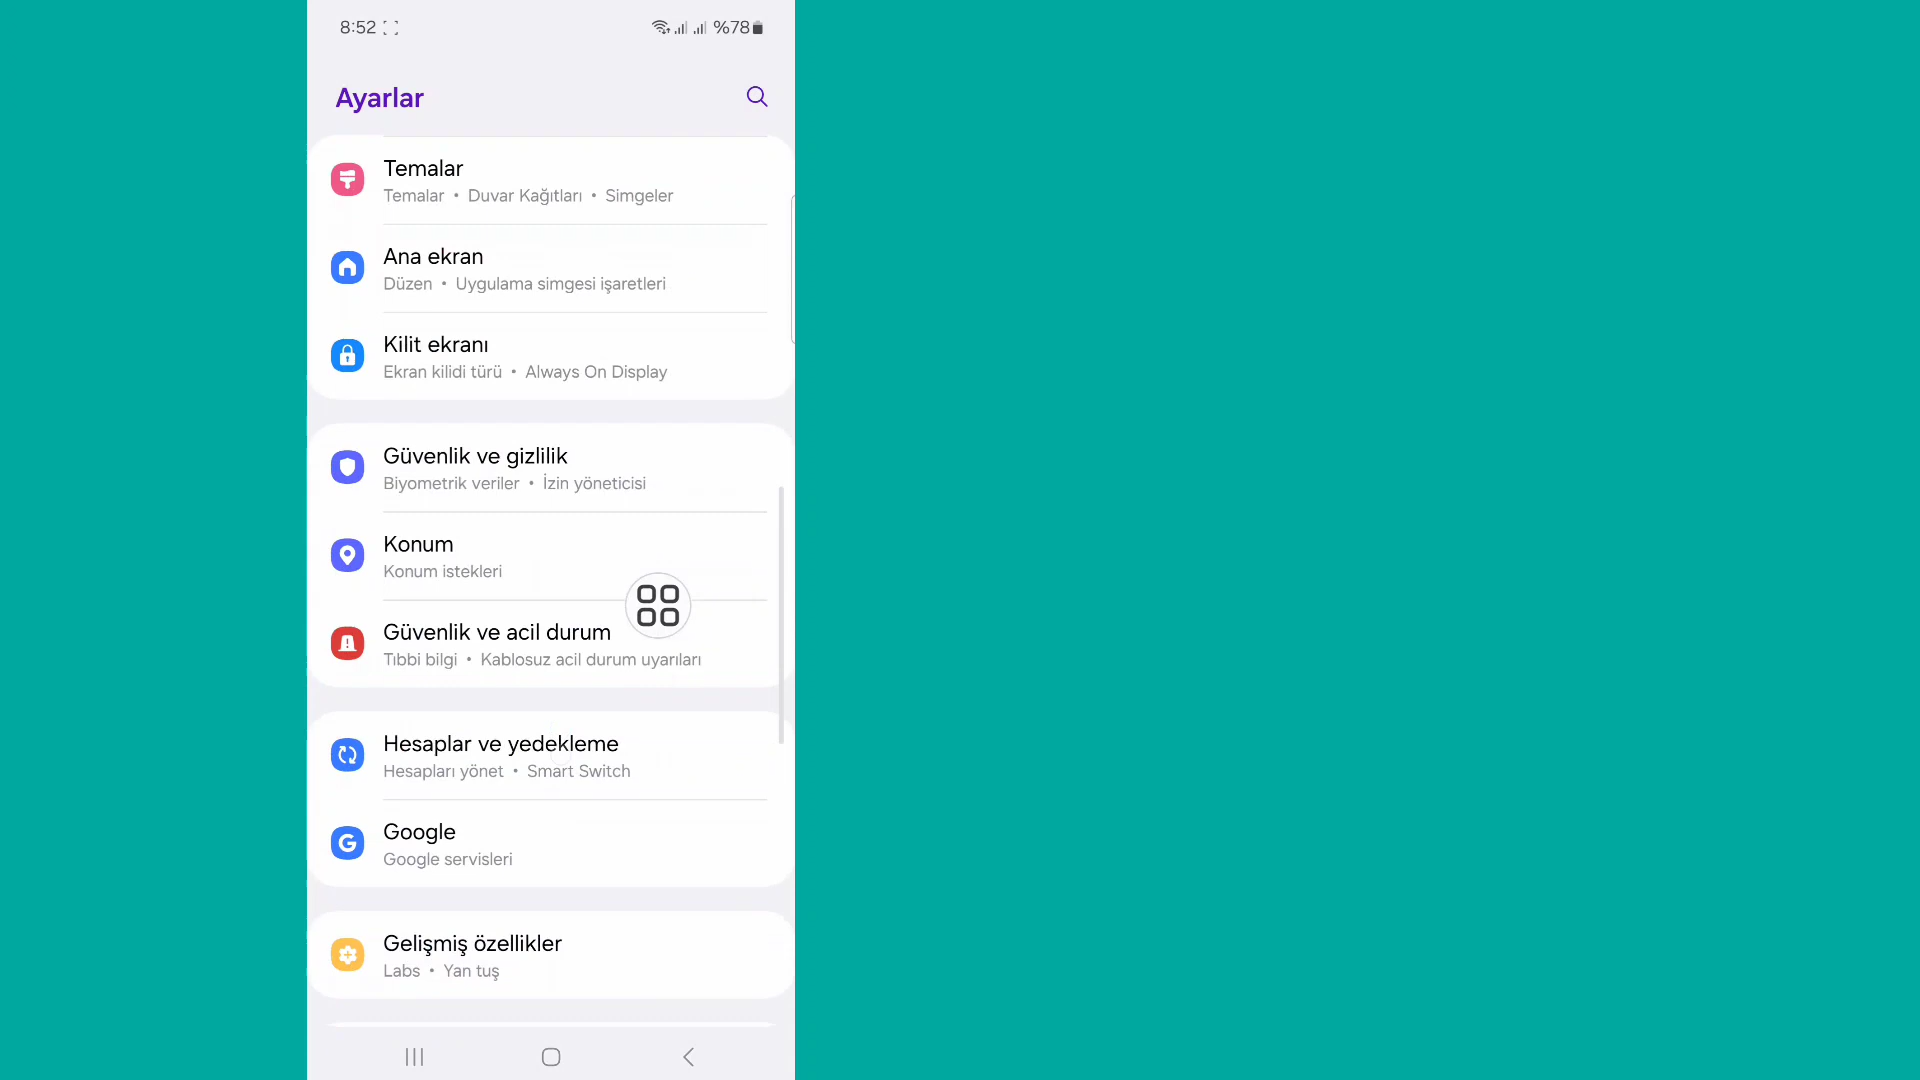 8:52 %78
Ayarlar
Temalar
Temalar • Duvar Kağıtları • Simgeler
Ana ekran
Düzen • Uygulama simgesi işaretleri
Kilit ekranı
Ekran kilidi türü • Always On Display
Güvenlik ve gizlilik
Biyometrik veriler • İzin yöneticisi
Konum
Konum istekleri
Güvenlik ve acil durum
Tıbbi bilgi • Kablosuz acil durum uyarıları
Hesaplar ve yedekleme
Hesapları yönet • Smart Switch
Google
Google servisleri
Gelişmiş özellikler
Labs • Yan tuş